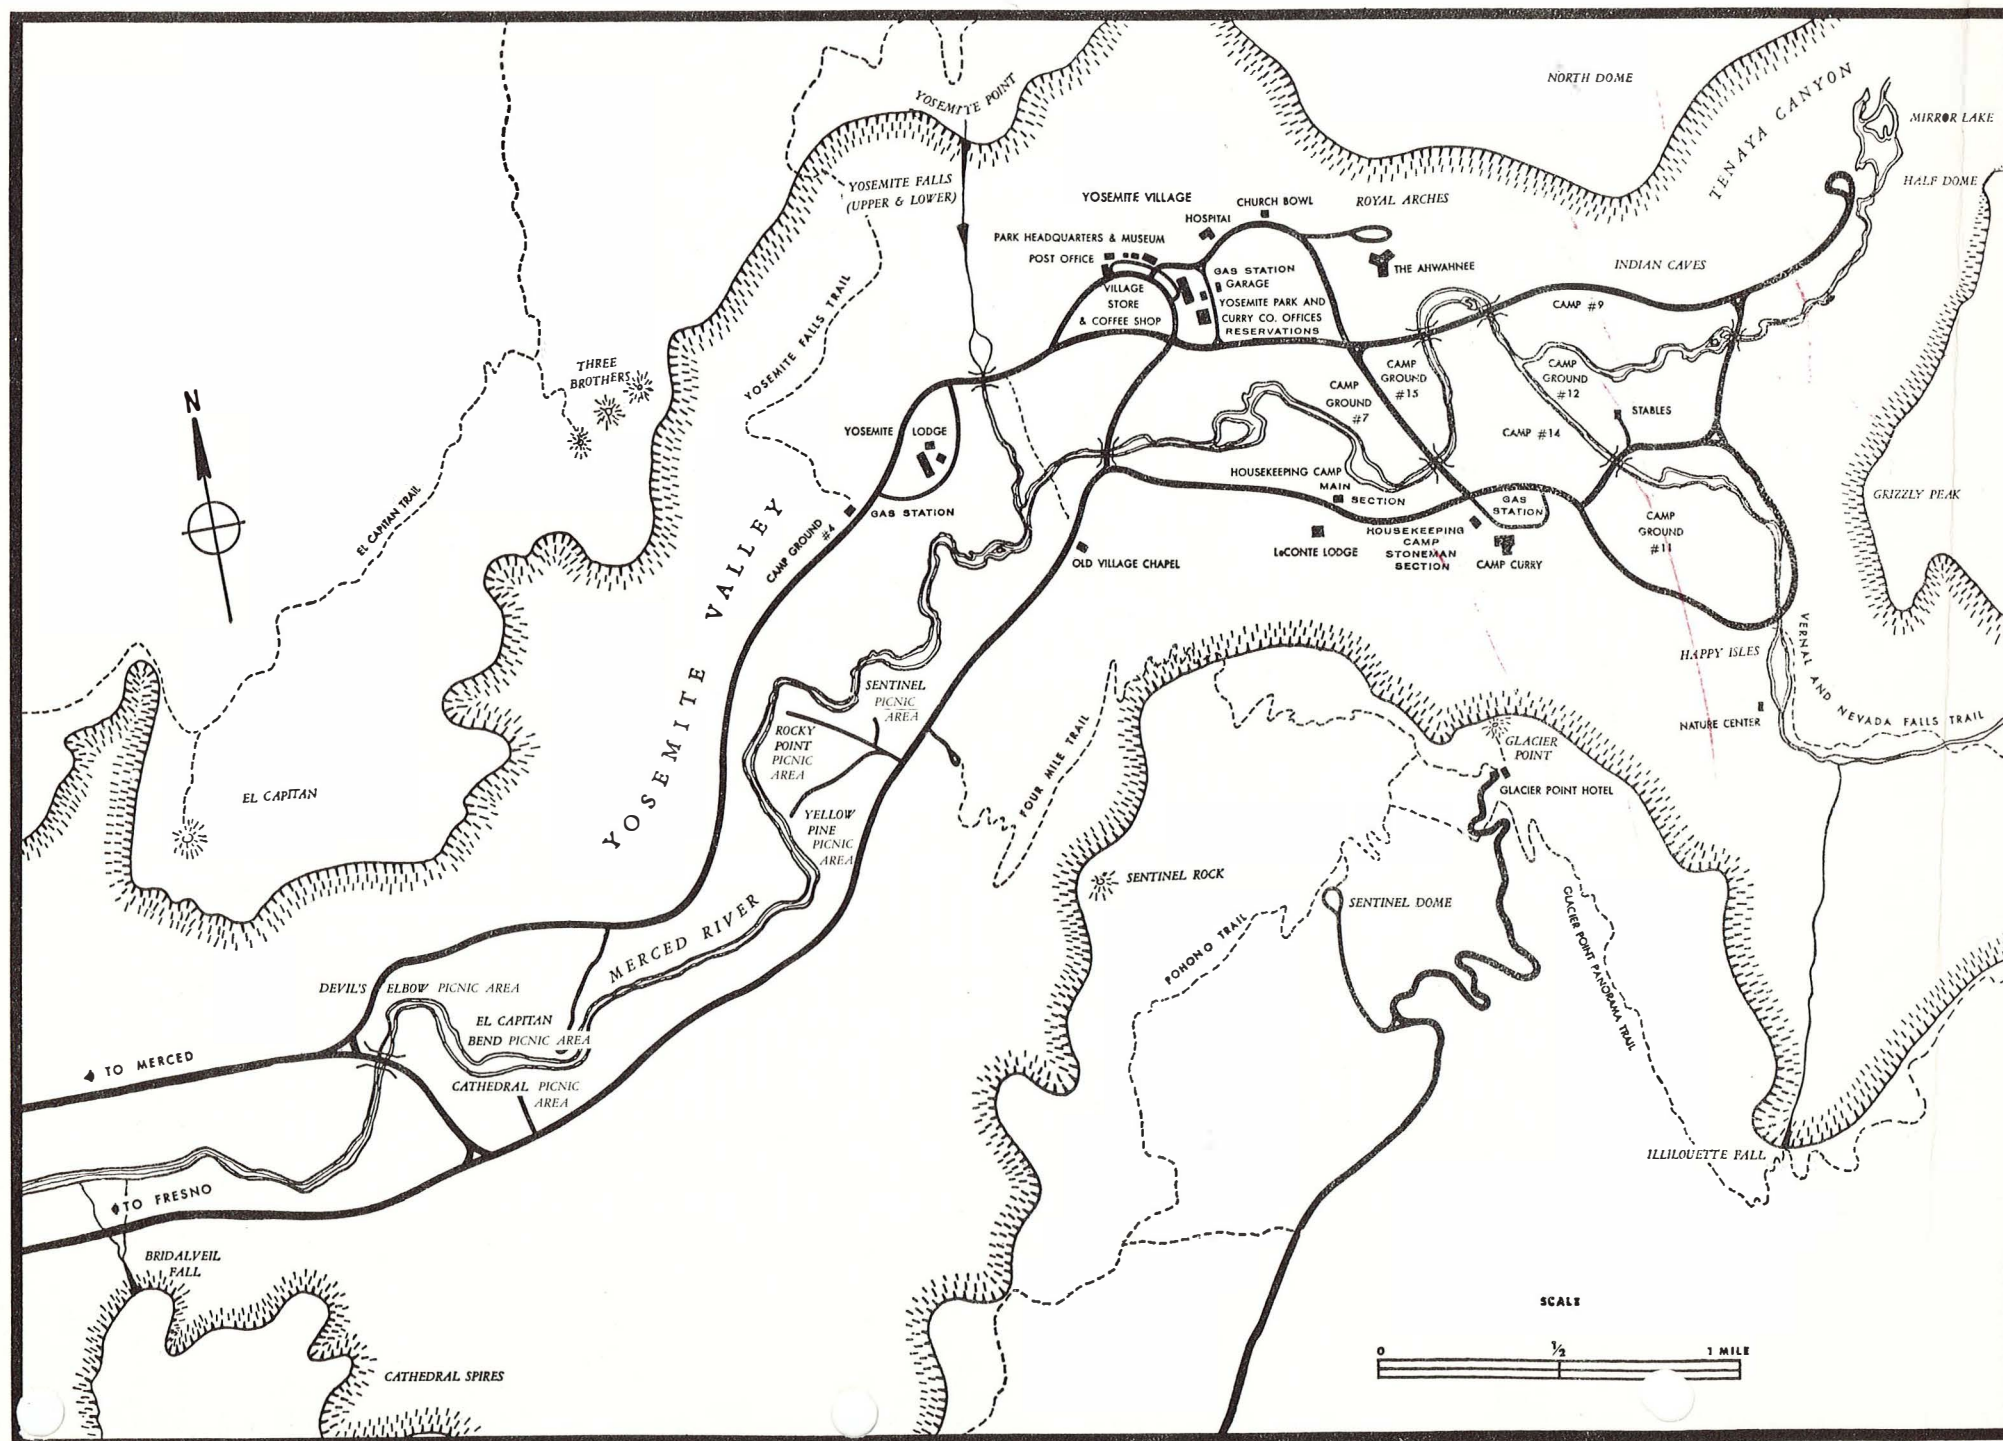 NORTH DOME
TENAYA CANYON
MIRROR LAKE
HALF DOME
YOSEMITE POINT
YOSEMITE FALLS
(UPPER & LOWER)
YOSEMITE VILLAGE
CHURCH BOWL
ROYAL ARCHES
HOSPITAL
PARK HEADQUARTERS & MUSEUM
POST OFFICE
GAS STATION
GARAGE
THE AHWAHNEE
INDIAN CAVES
VILLAGE
STORE
& COFFEE SHOP
YOSEMITE PARK AND
CURRY CO. OFFICES
RESERVATIONS
CAMP #9
YOSEMITE FALLS TRAIL
THREE
BROTHERS
CAMP
GROUND
#15
CAMP
GROUND
#12
CAMP
GROUND
#7
STABLES
CAMP #14
N
YOSEMITE LODGE
HOUSEKEEPING CAMP
MAIN
SECTION
GAS
STATION
GRIZZLY PEAK
EL CAPITAN TRAIL
GAS STATION
CAMP GROUND
#4
CAMP
GROUND
#11
HOUSEKEEPING
CAMP
STONEMAN
SECTION
LeCONTE LODGE
CAMP CURRY
OLD VILLAGE CHAPEL
YOSEMITE VALLEY
HAPPY ISLES
VERNAL AND NEVADA FALLS TRAIL
NATURE CENTER
SENTINEL
PICNIC
AREA
ROCKY
POINT
PICNIC
AREA
FOUR MILE TRAIL
GLACIER
POINT
GLACIER POINT HOTEL
EL CAPITAN
YELLOW
PINE
PICNIC
AREA
SENTINEL ROCK
SENTINEL DOME
POHONO TRAIL
GLACIER POINT PANORAMA TRAIL
MERCED RIVER
DEVIL'S ELBOW PICNIC AREA
EL CAPITAN
BEND PICNIC AREA
TO MERCED
CATHEDRAL PICNIC
AREA
ILLILOUETTE FALL
TO FRESNO
BRIDALVEIL
FALL
CATHEDRAL SPIRES
SCALE
0 1/2 1 MILE